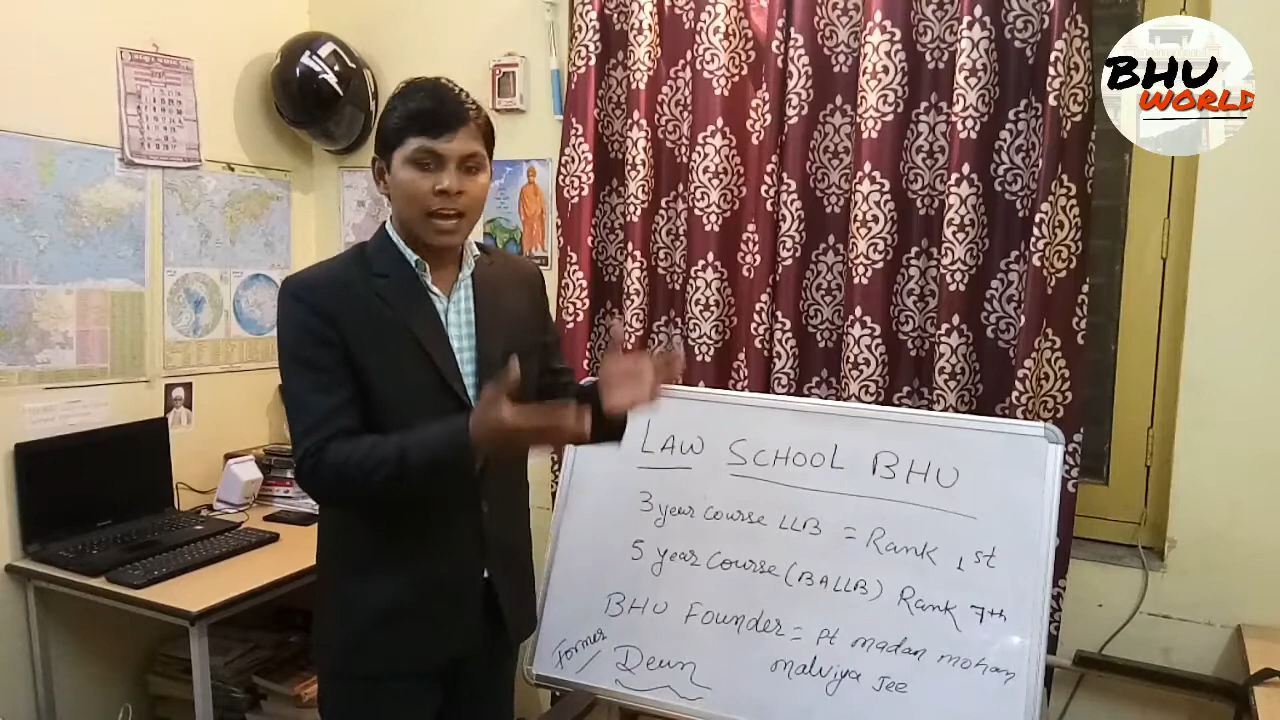 BHU
WORLD
LAW SCHOOL BHU
3 year course LLB = Rank 1st
5 year course (BALLB) Rank 7th
BHU Founder = Pt madan mohan
malviya Jee
Former
/ Deun